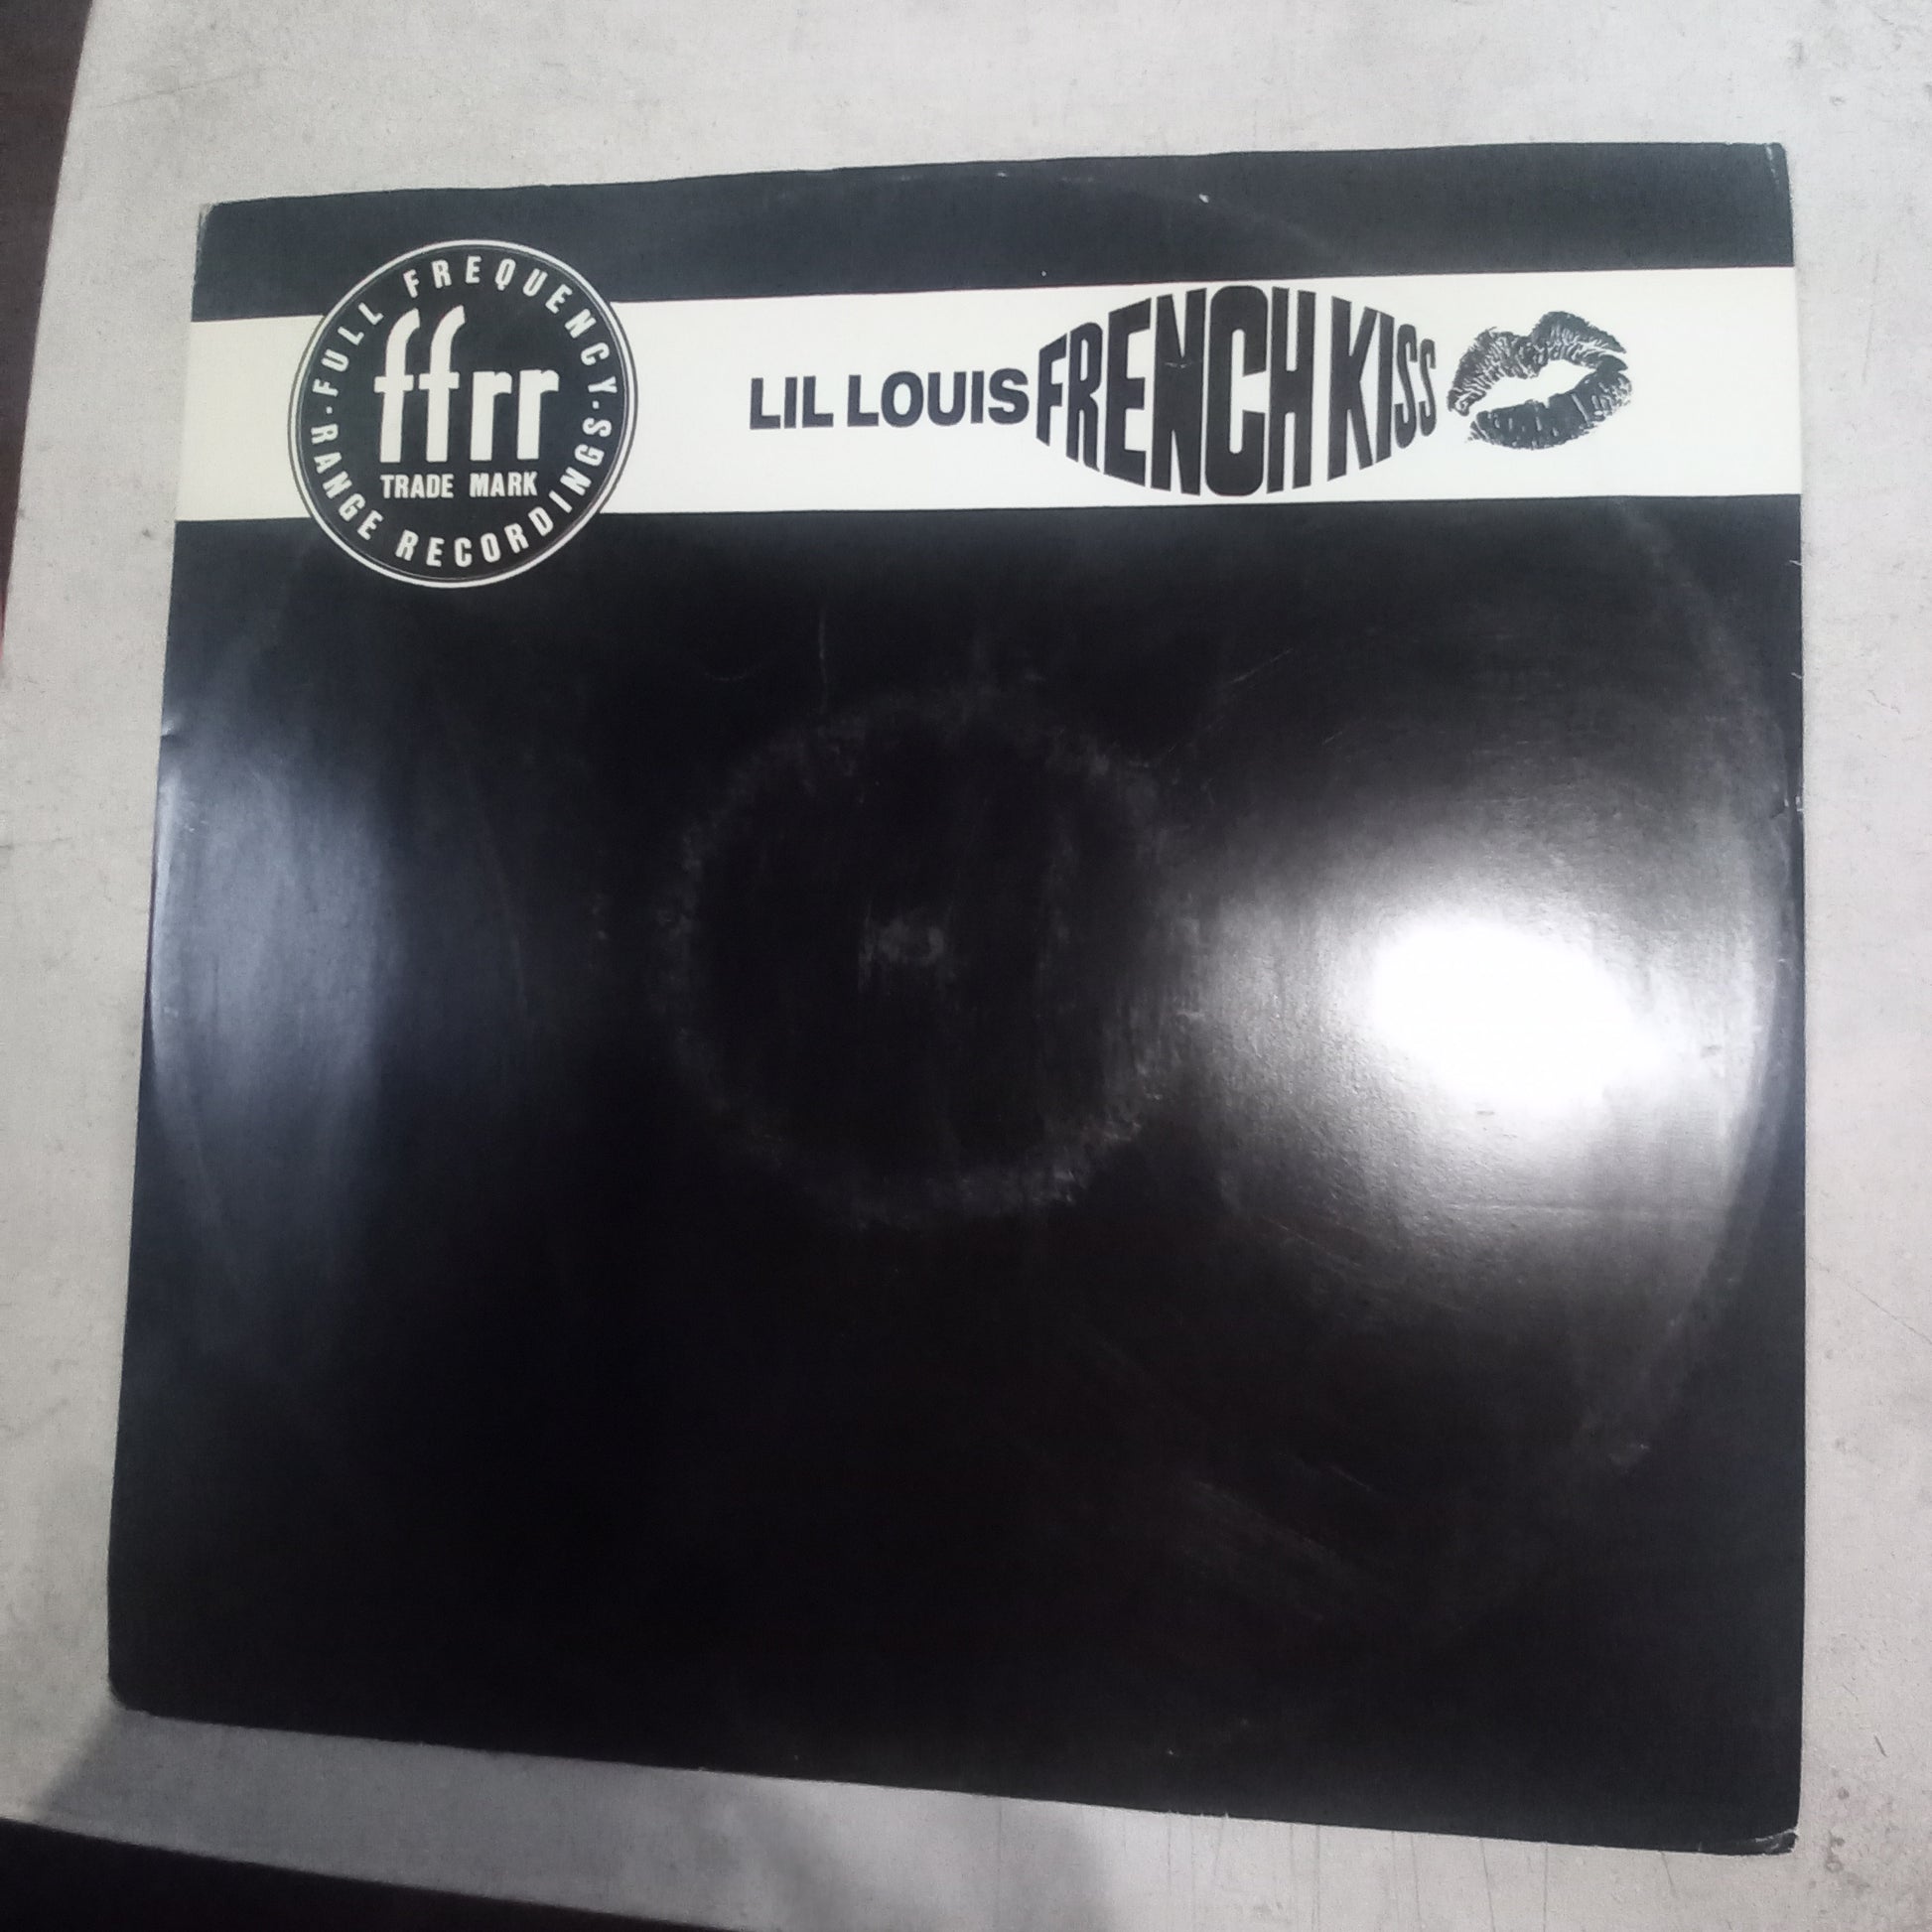 FULL FREQUENCY
ffrr
TRADE MARK
RANGE RECORDINGS
LIL LOUIS FRENCH KISS